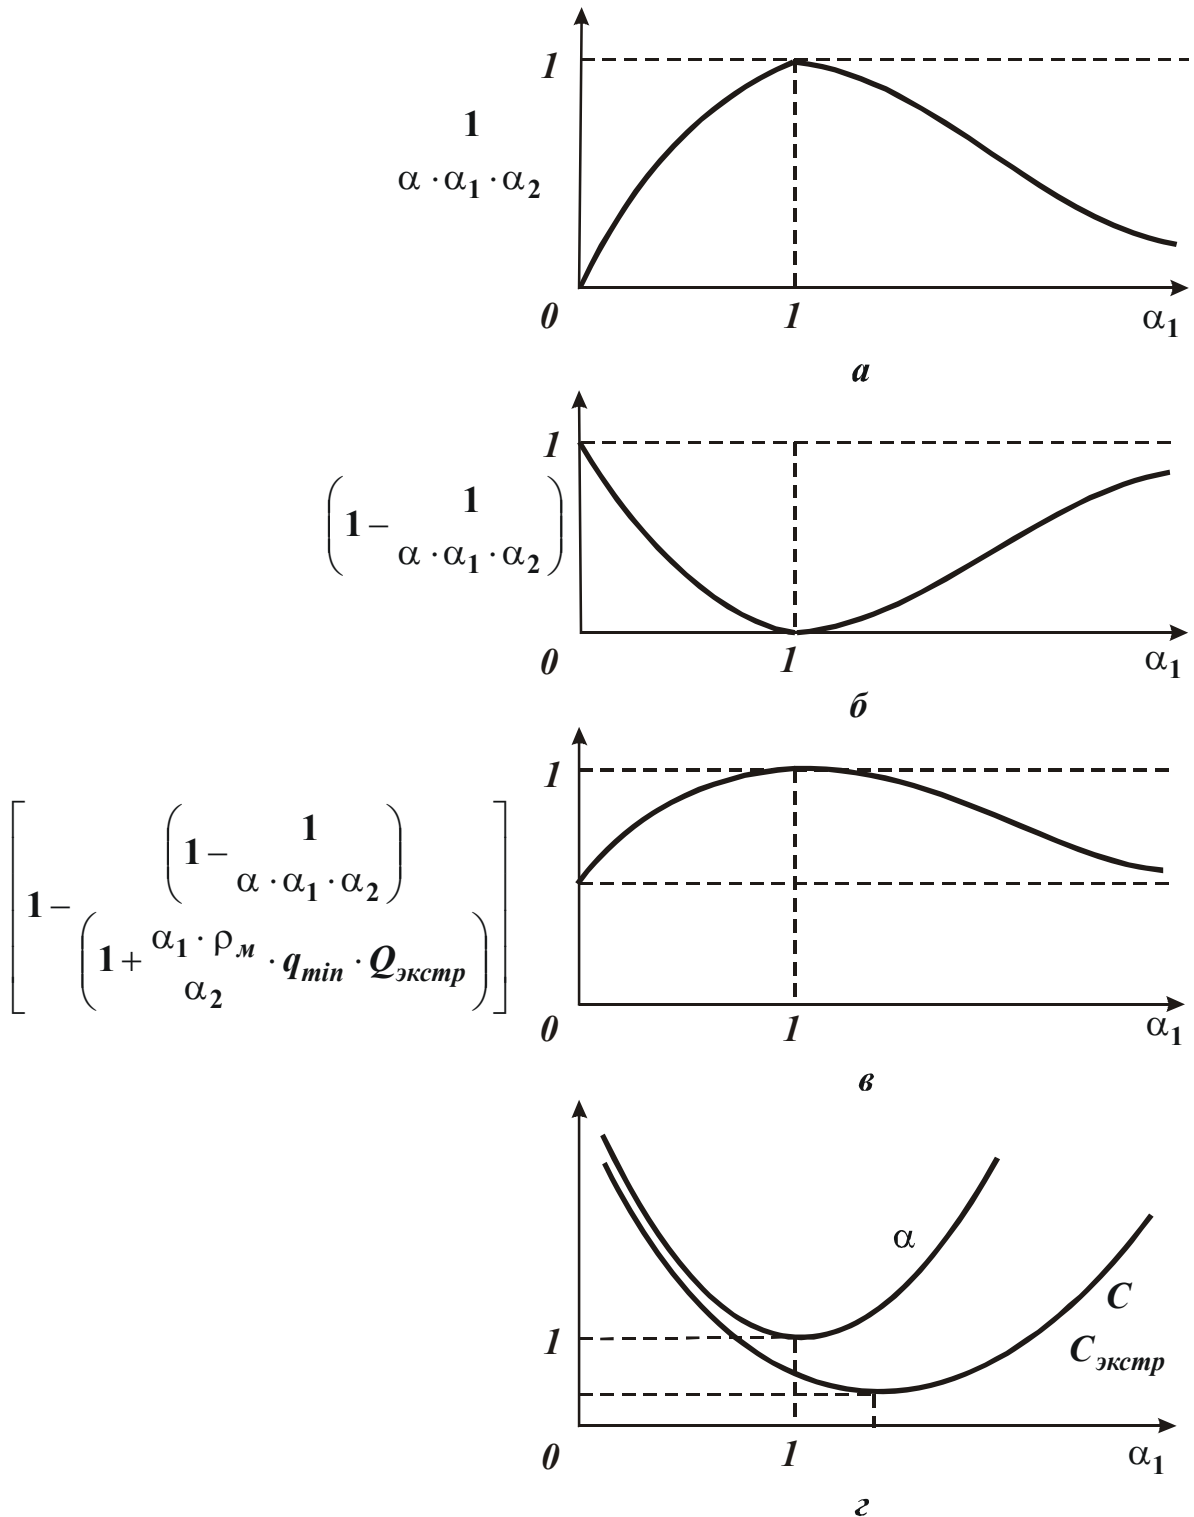 1
1
α · α₁ · α₂
0
1
α₁
а
1
(1 – 1
α · α₁ · α₂)
0
1
α₁
б
1
[1 – (1 – 1
α · α₁ · α₂)
(1 + α₁ · ρм
α₂ · qmin · Qэкстр)]
0
1
α₁
в
α
C
1
Cэкстр
0
1
α₁
г